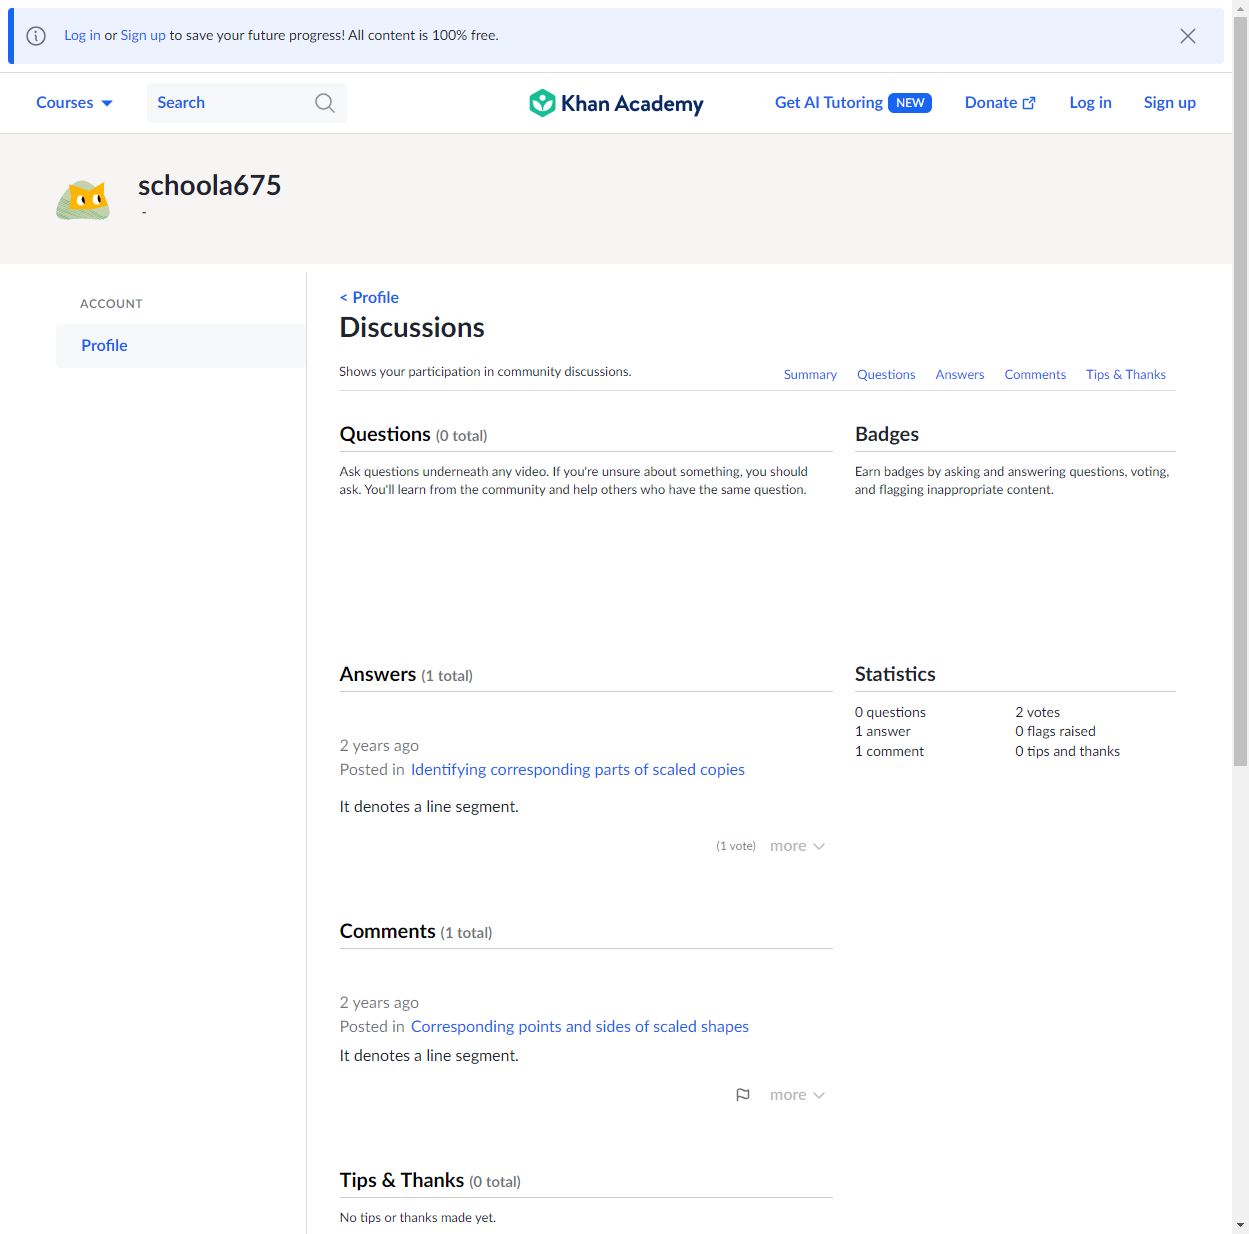 Log in or Sign up to save your future progress! All content is 100% free.
Courses
Search
Khan Academy
Get AI Tutoring NEW
Donate
Log in
Sign up
schoola675
-
ACCOUNT
Profile
< Profile
Discussions
Shows your participation in community discussions.
Summary Questions Answers Comments Tips & Thanks
Questions (0 total)
Ask questions underneath any video. If you're unsure about something, you should
ask. You'll learn from the community and help others who have the same question.
Badges
Earn badges by asking and answering questions, voting,
and flagging inappropriate content.
Answers (1 total)
2 years ago
Posted in Identifying corresponding parts of scaled copies
It denotes a line segment.
(1 vote) more
Statistics
0 questions 2 votes
1 answer 0 flags raised
1 comment 0 tips and thanks
Comments (1 total)
2 years ago
Posted in Corresponding points and sides of scaled shapes
It denotes a line segment.
more
Tips & Thanks (0 total)
No tips or thanks made yet.